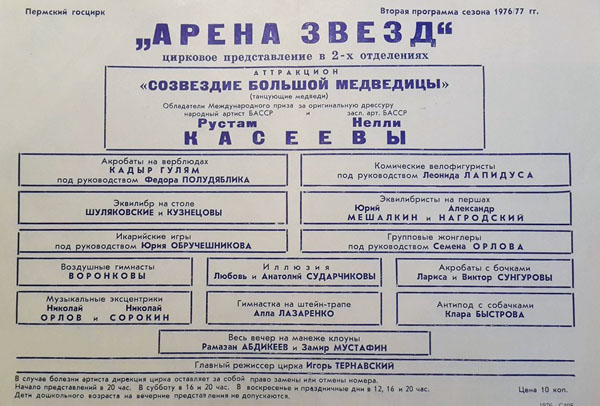 Пермский госцирк
Вторая программа сезона 1976/77 гг.
„АРЕНА ЗВЕЗД“
цирковое представление в 2-х отделениях
АТТРАКЦИОН
«СОЗВЕЗДИЕ БОЛЬШОЙ МЕДВЕДИЦЫ»
(танцующие медведи)
Обладатели Международного приза за оригинальную дрессуру
народный артист БАССР и засл. арт. БАССР
Рустам Нелли
КАСЕЕВЫ
Акробаты на верблюдах
КАДЫР ГУЛЯМ
под руководством Федора ПОЛУДЯБЛИКА
Комические велофигуристы
под руководством Леонида ЛАПИДУСА
Эквилибр на столе
ШУЛЯКОВСКИЕ и КУЗНЕЦОВЫ
Эквилибристы на першах
Юрий Александр
МЕШАЛКИН и НАГРОДСКИЙ
Икарийские игры
под руководством Юрия ОБРУЧЕШНИКОВА
Групповые жонглеры
под руководством Семена ОРЛОВА
Воздушные гимнасты
ВОРОНКОВЫ
Иллюзия
Любовь и Анатолий СУДАРЧИКОВЫ
Акробаты с бочками
Лариса и Виктор СУНГУРОВЫ
Музыкальные эксцентрики
Николай Николай
ОРЛОВ и СОРОКИН
Гимнастка на штейн-трапе
Алла ЛАЗАРЕНКО
Антипод с собачками
Клара БЫСТРОВА
Весь вечер на манеже клоуны
Рамазан АБДИКЕЕВ и Замир МУСТАФИН
Главный режиссер цирка Игорь ТЕРНАВСКИЙ
В случае болезни артиста дирекция цирка оставляет за собой право замены или отмены номера.
Начало представлений в 20 час. В субботу в 16 и 20 час. В воскресенье и праздничные дни в 12, 16 и 20 час.
Дети дошкольного возраста на вечерние представления не допускаются.
Цена 10 коп.